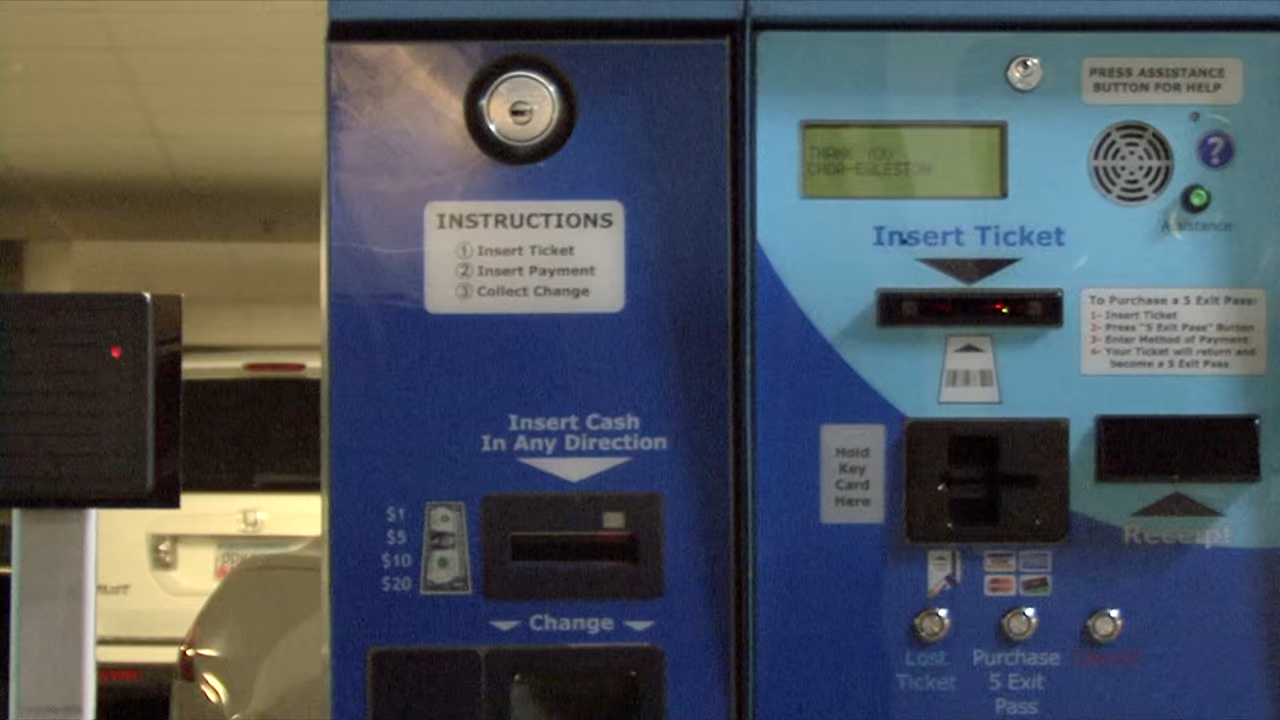 PRESS ASSISTANCE
BUTTON FOR HELP
THANK YOU
CHOA-EGLESTON
?
Assistance
INSTRUCTIONS
1 Insert Ticket
2 Insert Payment
3 Collect Change
Insert Ticket
To Purchase a 5 Exit Pass:
1- Insert Ticket
2- Press "5 Exit Pass" Button
3- Enter Method of Payment
4- Your Ticket will return and
become a 5 Exit Pass
Insert Cash
In Any Direction
$1
$5
$10
$20
Hold
Key
Card
Here
Receipt
Change
Lost
Ticket
Purchase
5 Exit
Pass